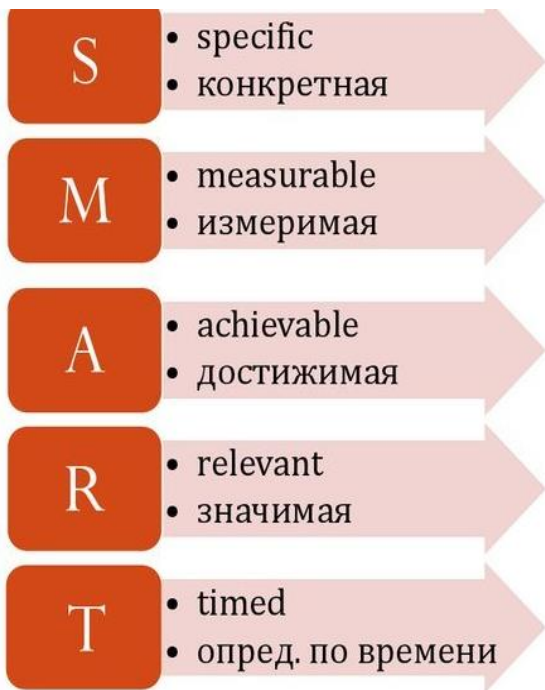 S
• specific
• конкретная
M
• measurable
• измеримая
A
• achievable
• достижимая
R
• relevant
• значимая
T
• timed
• опред. по времени